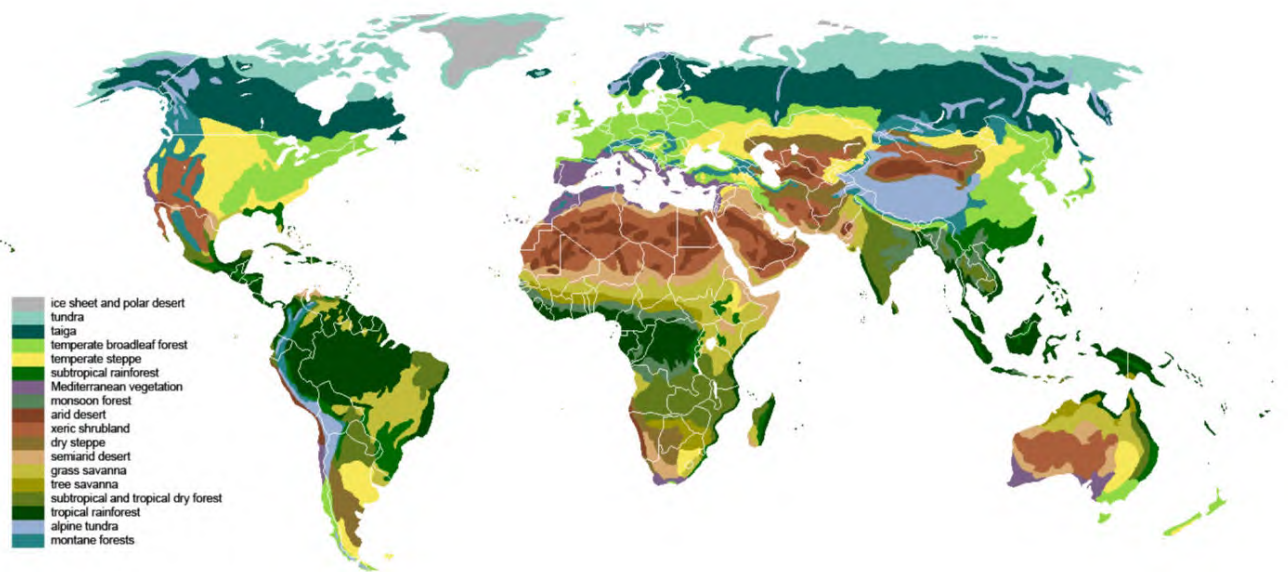 ice sheet and polar desert
tundra
taiga
temperate broadleaf forest
temperate steppe
subtropical rainforest
Mediterranean vegetation
monsoon forest
arid desert
xeric shrubland
dry steppe
semiarid desert
grass savanna
tree savanna
subtropical and tropical dry forest
tropical rainforest
alpine tundra
montane forests